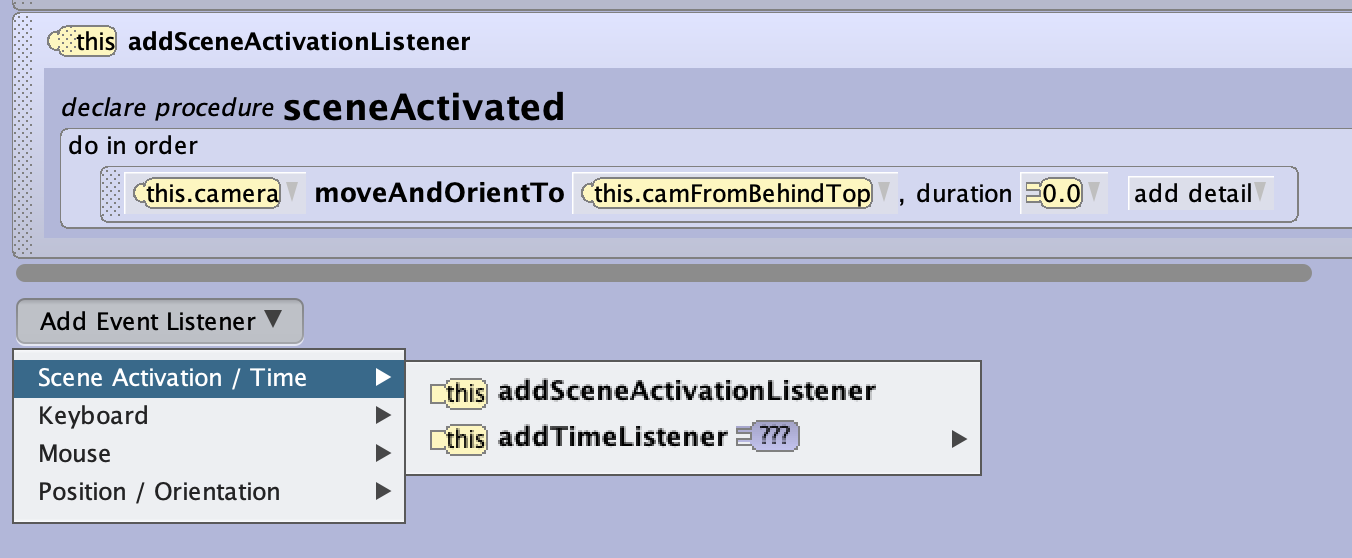 this addSceneActivationListener
declare procedure sceneActivated
do in order
this.camera moveAndOrientTo this.camFromBehindTop , duration 0.0 add detail
Add Event Listener
Scene Activation / Time
this addSceneActivationListener
Keyboard
this addTimeListener ???
Mouse
Position / Orientation